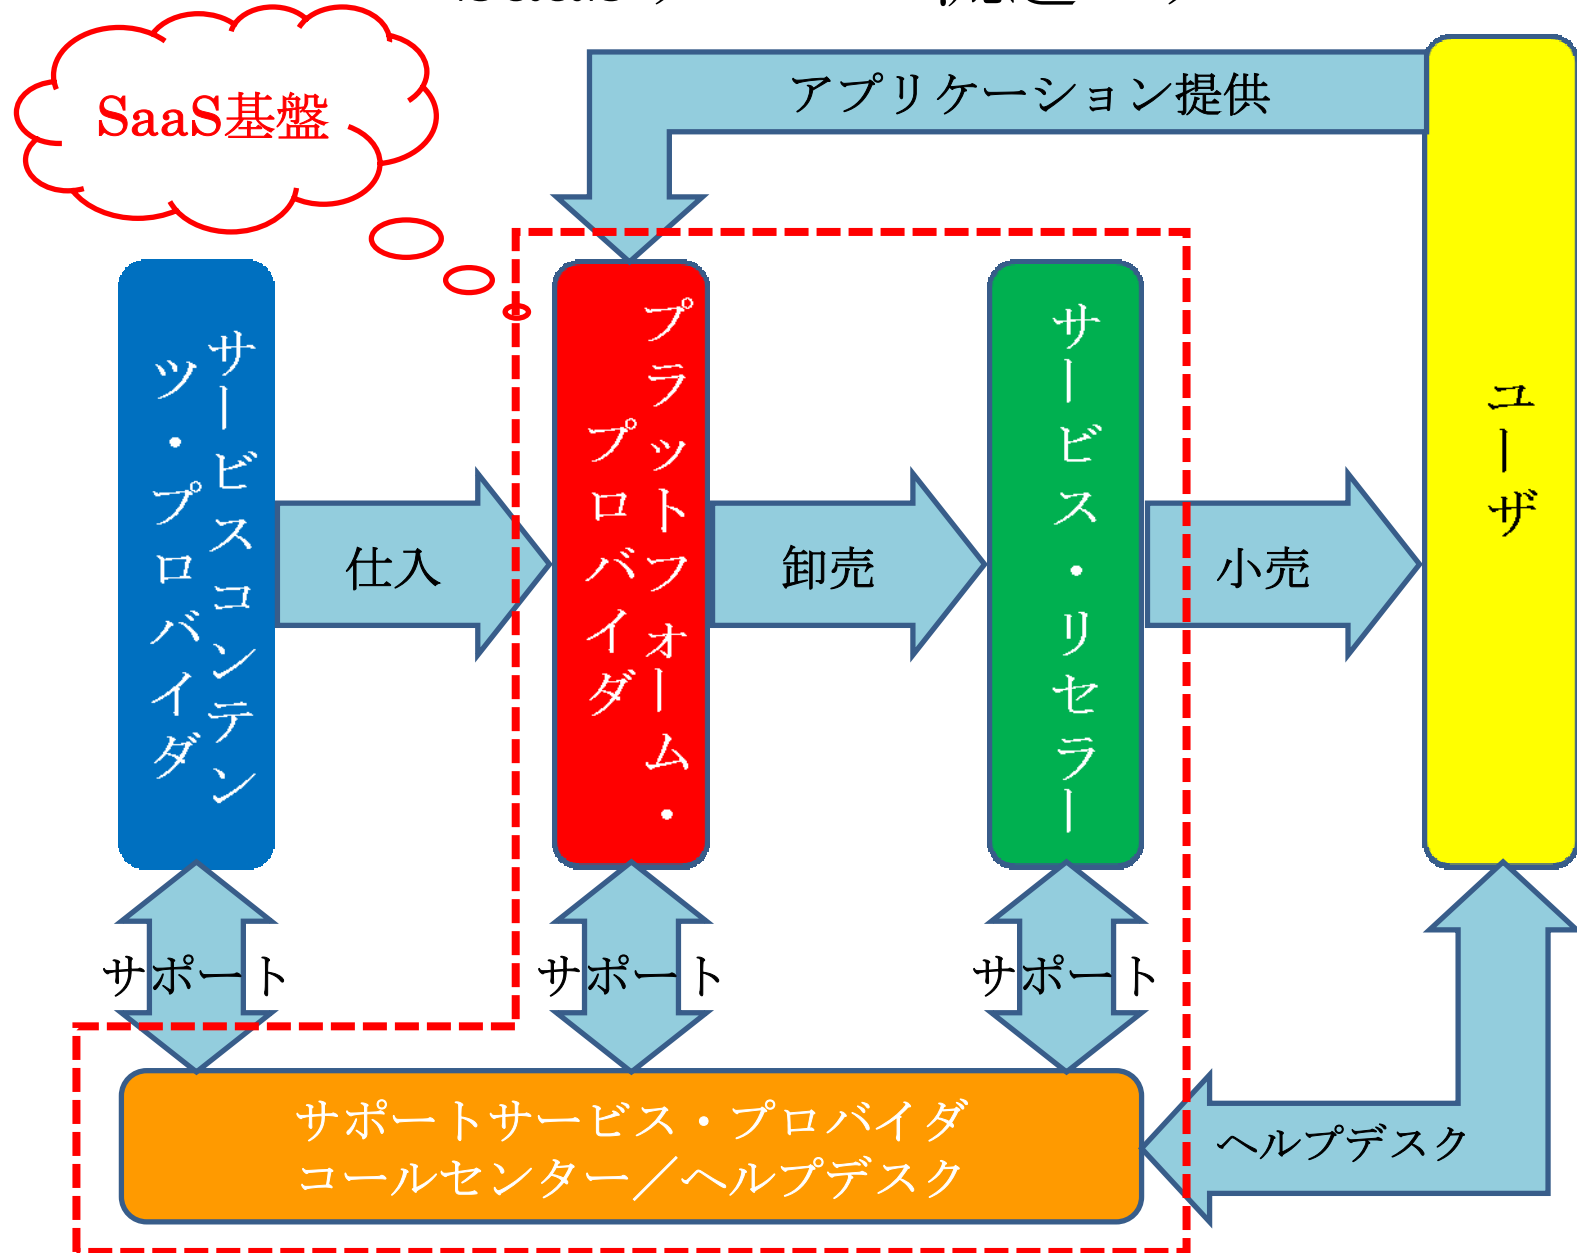 SaaS基盤
アプリケーション提供
サービスコンテン
ツ・プロバイダ
仕入
プラットフォーム・
プロバイダ
卸売
サービス・リセラー
小売
ユーザ
サポート
サポート
サポート
サポートサービス・プロバイダ
コールセンター／ヘルプデスク
ヘルプデスク